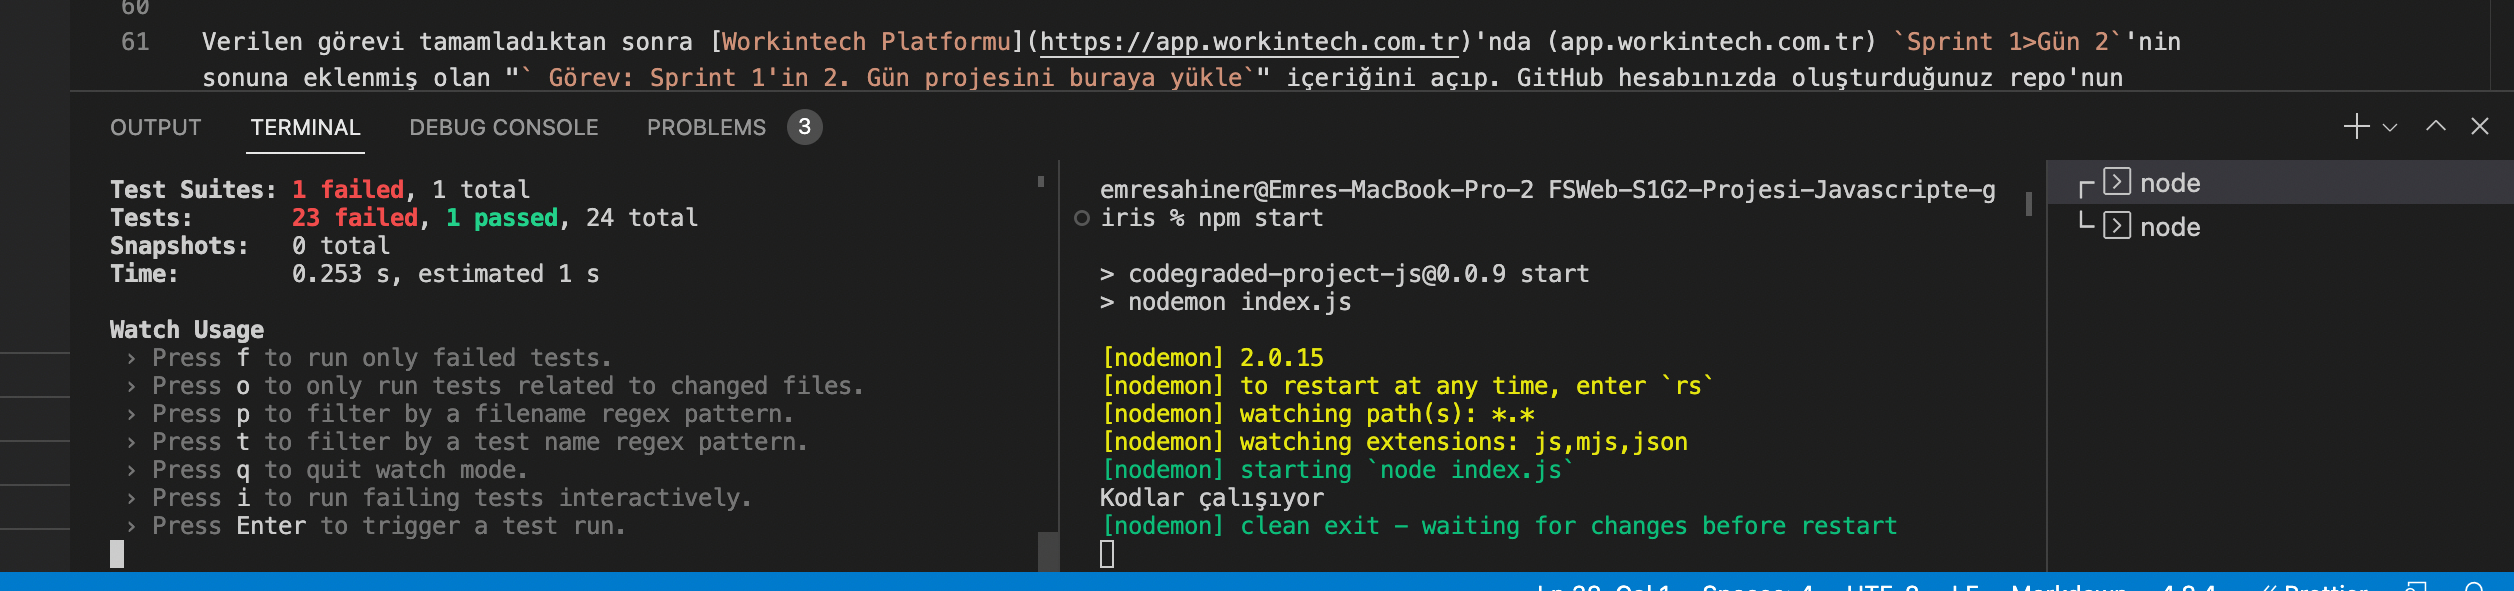 60
61 Verilen görevi tamamladıktan sonra [Workintech Platformu](https://app.workintech.com.tr)'nda (app.workintech.com.tr) `Sprint 1>Gün 2`'nin
sonuna eklenmiş olan "` Görev: Sprint 1'in 2. Gün projesini buraya yükle`" içeriğini açıp. GitHub hesabınızda oluşturduğunuz repo'nun
OUTPUT TERMINAL DEBUG CONSOLE PROBLEMS 3
Test Suites: 1 failed, 1 total
Tests: 23 failed, 1 passed, 24 total
Snapshots: 0 total
Time: 0.253 s, estimated 1 s
Watch Usage
› Press f to run only failed tests.
› Press o to only run tests related to changed files.
› Press p to filter by a filename regex pattern.
› Press t to filter by a test name regex pattern.
› Press q to quit watch mode.
› Press i to run failing tests interactively.
› Press Enter to trigger a test run.
emresahiner@Emres-MacBook-Pro-2 FSWeb-S1G2-Projesi-Javascripte-g
iris % npm start
> codegraded-project-js@0.0.9 start
> nodemon index.js
[nodemon] 2.0.15
[nodemon] to restart at any time, enter `rs`
[nodemon] watching path(s): *.*
[nodemon] watching extensions: js,mjs,json
[nodemon] starting `node index.js`
Kodlar çalışıyor
[nodemon] clean exit - waiting for changes before restart
node
node